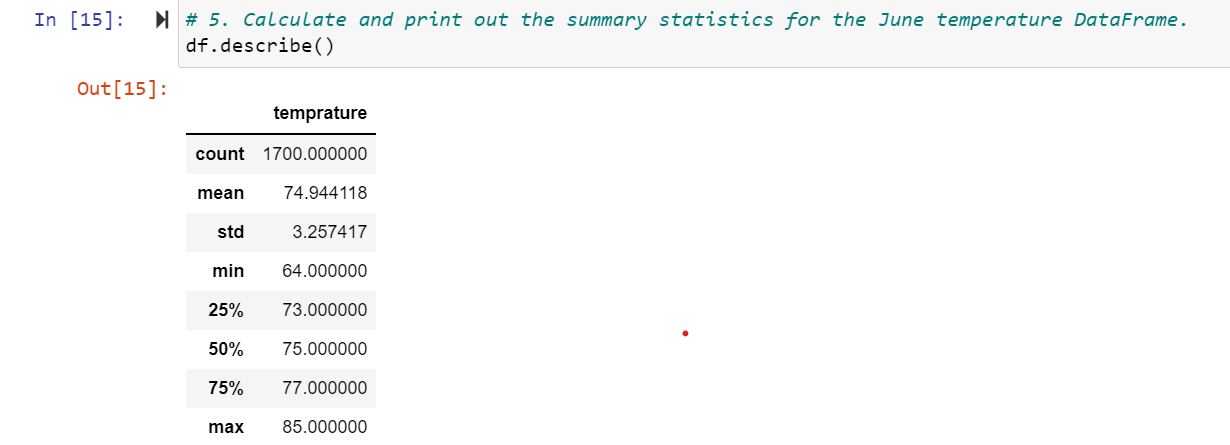 In [15]: # 5. Calculate and print out the summary statistics for the June temperature DataFrame.
df.describe()
Out[15]:
temprature
count 1700.000000
mean 74.944118
std 3.257417
min 64.000000
25% 73.000000
50% 75.000000
75% 77.000000
max 85.000000